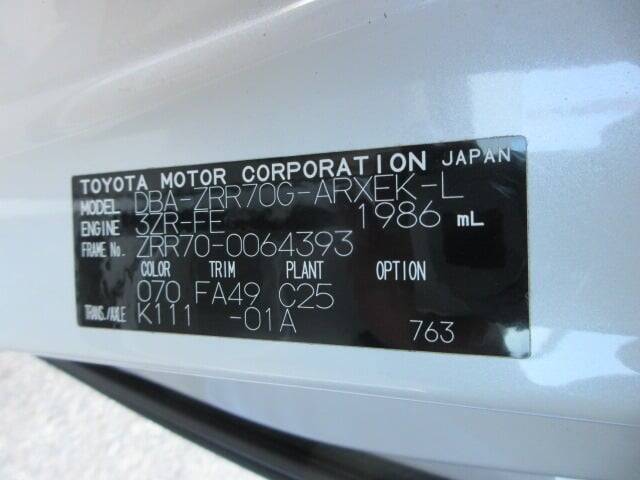 TOYOTA MOTOR CORPORATION JAPAN
MODEL DBA-ZRR70G-ARXEK-L
ENGINE 3ZR-FE 1986 mL
FRAME No. ZRR70-0064393
COLOR TRIM PLANT OPTION
070 FA49 C25
TRANS./AXLE K111 -01A 763